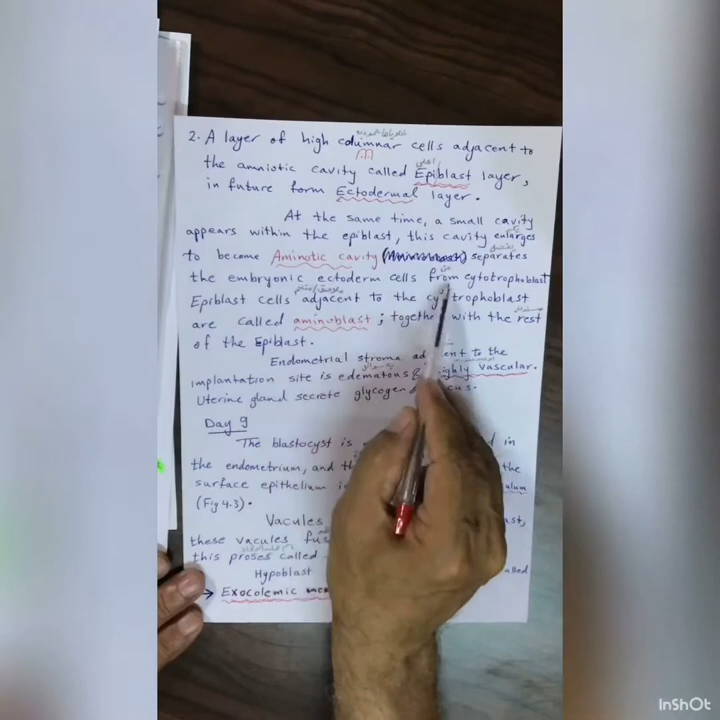 2. A layer of high columnar cells adjacent to
the amniotic cavity called Epiblast layer,
in future form Ectodermal layer.
At the same time, a small cavity
appears within the epiblast, this cavity enlarges
to become Aminotic cavity separates
the embryonic ectoderm cells from cytotrophoblast
Epiblast cells adjacent to the cytrophoblast
are called aminoblast; together with the rest
of the Epiblast.
Endometrial stroma ad ent to the
implantation site is edematous & highly vascular.
Uterine gland secrete glycogen
Day 9
The blastocyst is d in
the endometrium, and the
surface epithelium
(Fig 4.3).
Vacules
these vacules
this proses called
Hypoblast alled
→ Exocolemic
InShOt